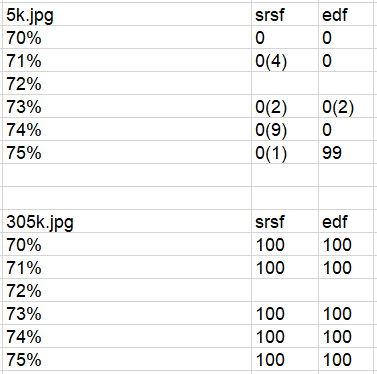 5k.jpg srsf edf
70% 0 0
71% 0(4) 0
72%
73% 0(2) 0(2)
74% 0(9) 0
75% 0(1) 99
305k.jpg srsf edf
70% 100 100
71% 100 100
72%
73% 100 100
74% 100 100
75% 100 100